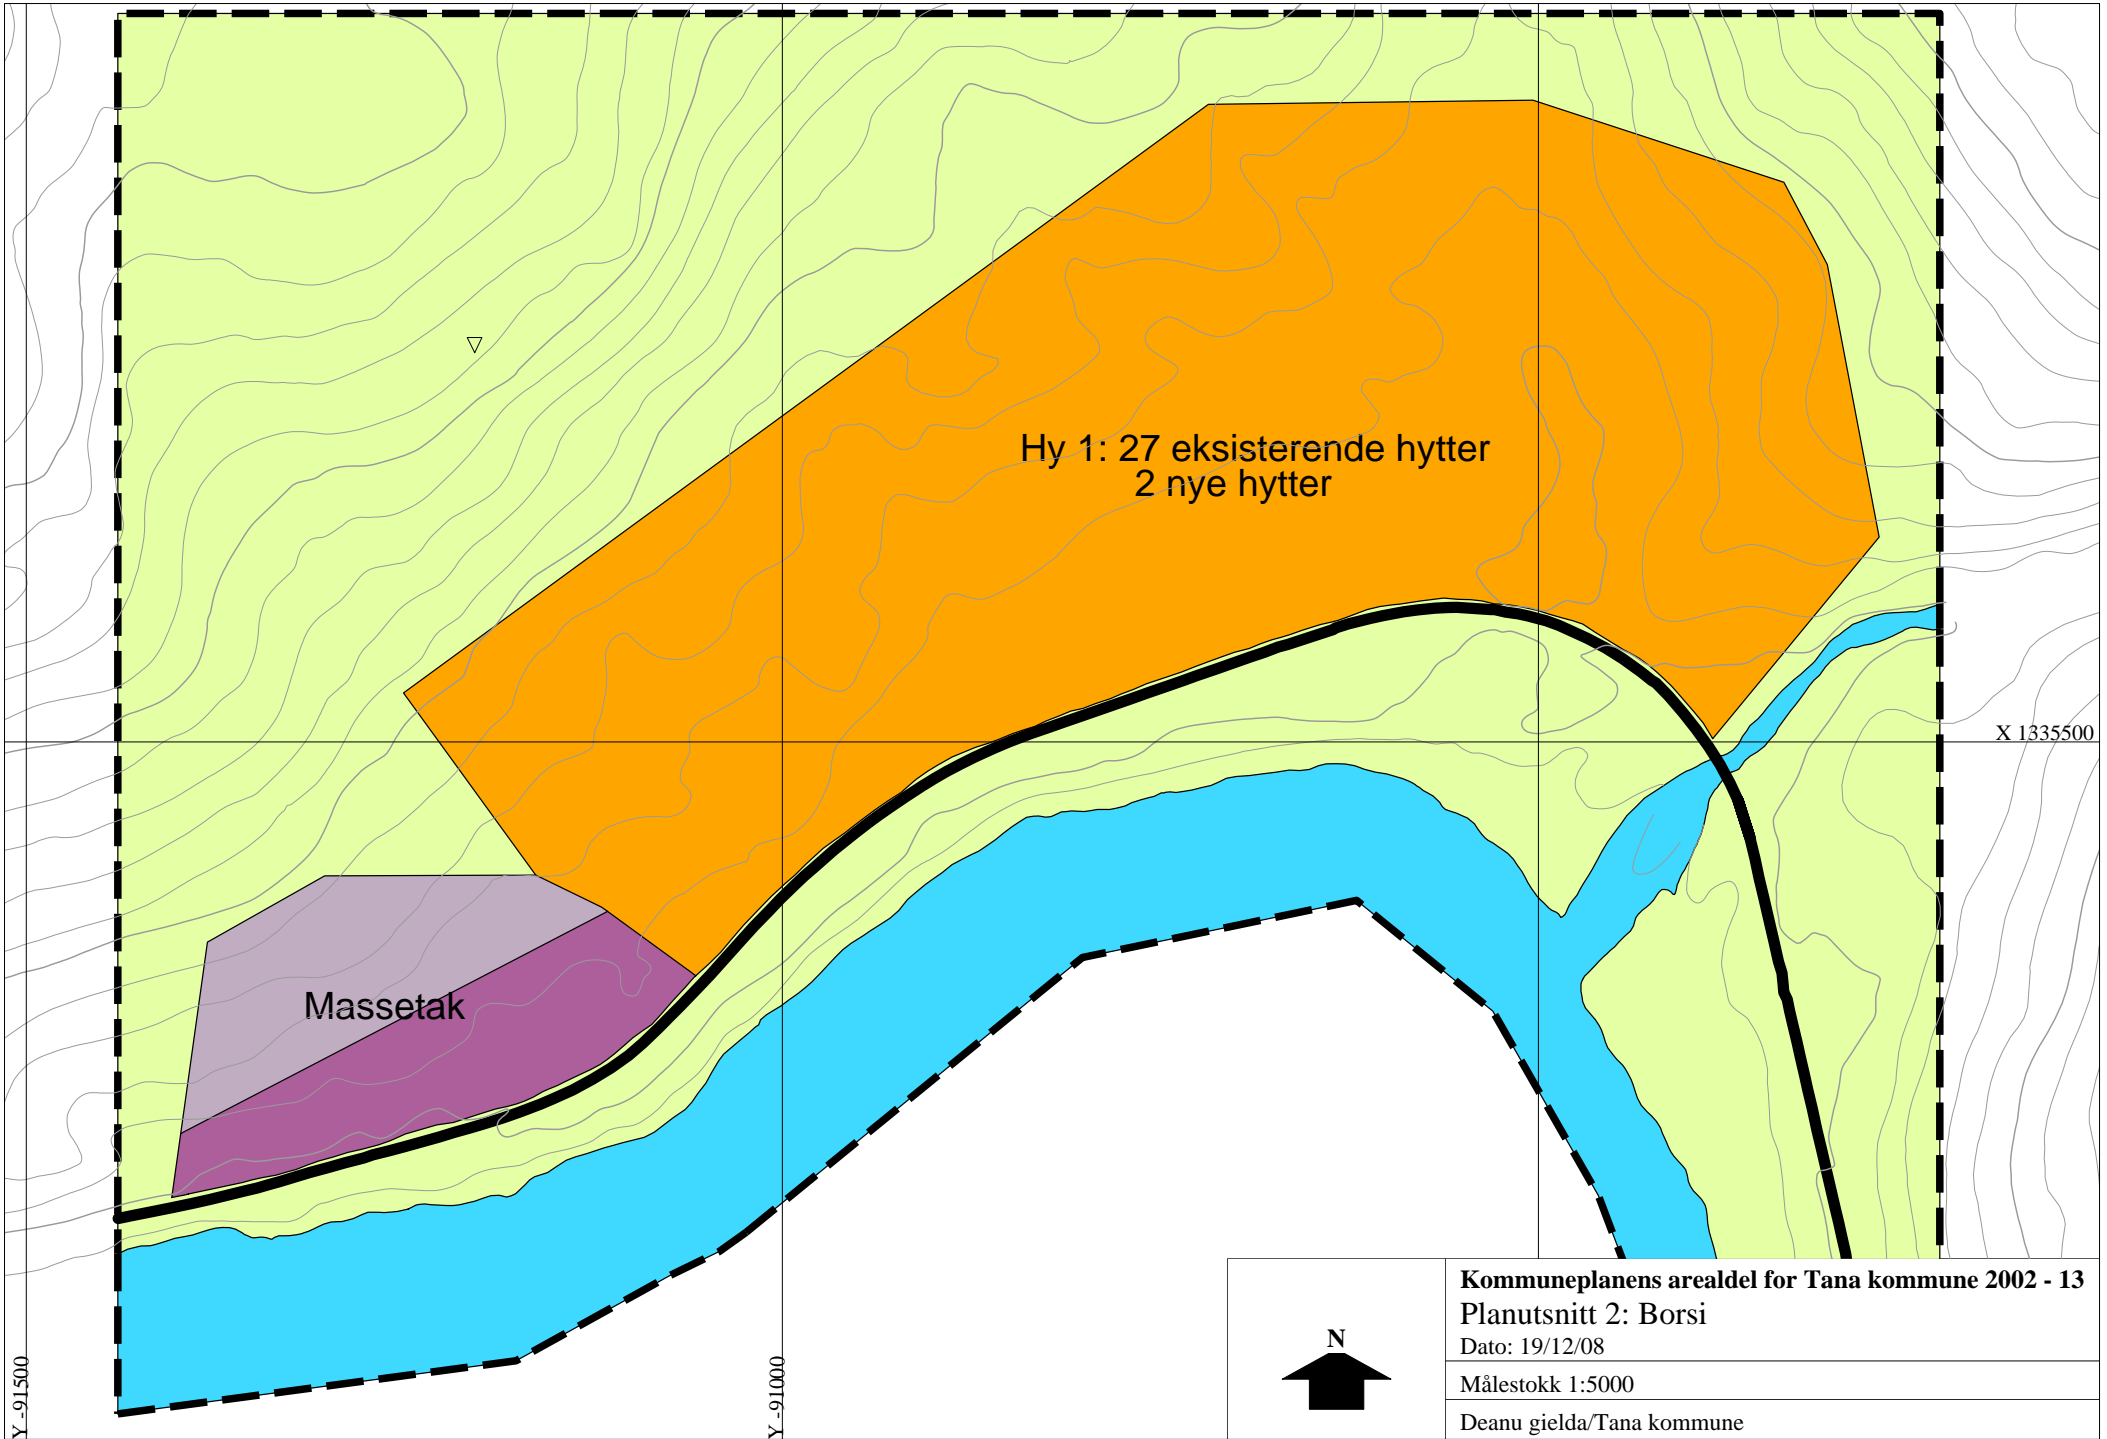 Hy 1: 27 eksisterende hytter
2 nye hytter
X 1335500
Massetak
Y -91500
Y -91000
N
Kommuneplanens arealdel for Tana kommune 2002 - 13
Planutsnitt 2: Borsi
Dato: 19/12/08
Målestokk 1:5000
Deanu gielda/Tana kommune